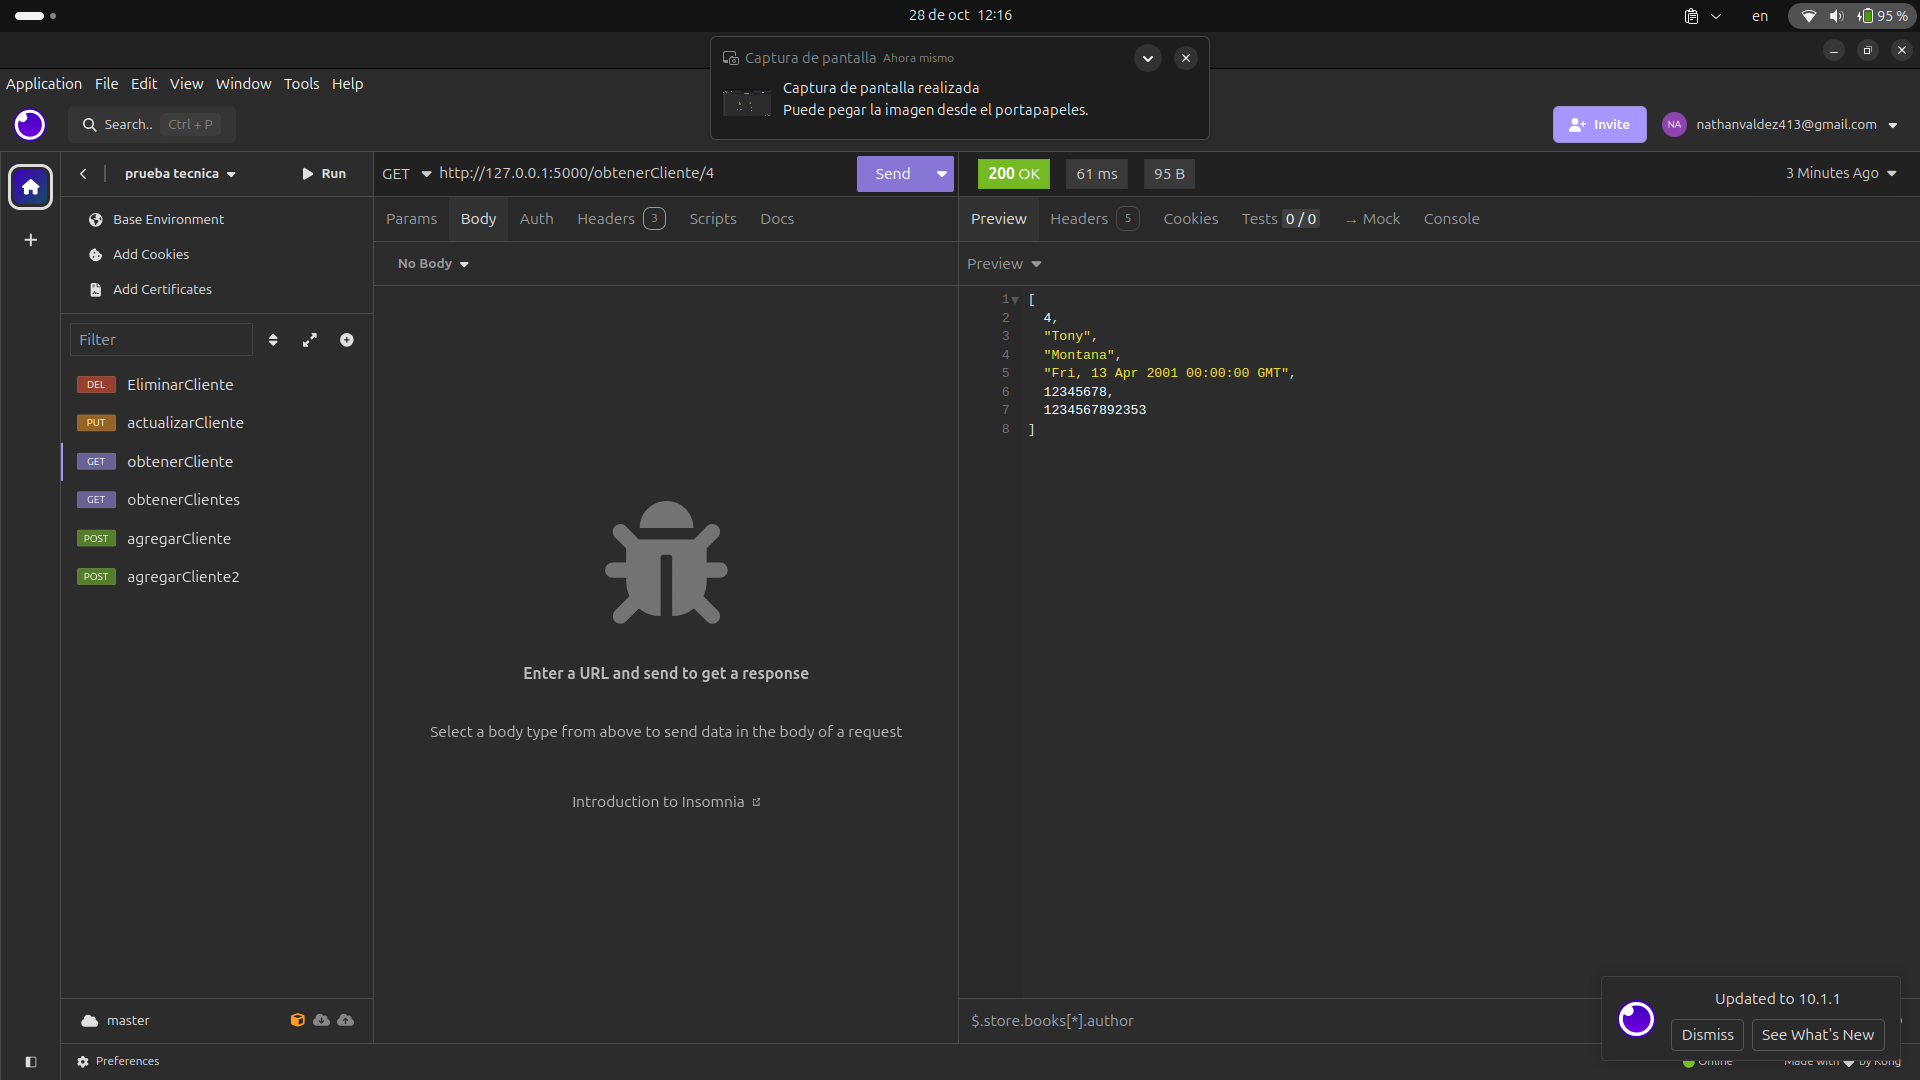 28 de oct 12:16
en
95 %
Captura de pantalla Ahora mismo
Captura de pantalla realizada
Puede pegar la imagen desde el portapapeles.
Application File Edit View Window Tools Help
Search.. Ctrl + P
Invite
NA nathanvaldez413@gmail.com
prueba tecnica
Run
GET http://127.0.0.1:5000/obtenerCliente/4
Send
200 OK 61 ms 95 B
3 Minutes Ago
Base Environment
Add Cookies
Add Certificates
Params Body Auth Headers 3 Scripts Docs
Preview Headers 5 Cookies Tests 0 / 0 → Mock Console
No Body
Preview
Filter
DEL EliminarCliente
PUT actualizarCliente
GET obtenerCliente
GET obtenerClientes
POST agregarCliente
POST agregarCliente2
1 [
2 4,
3 "Tony",
4 "Montana",
5 "Fri, 13 Apr 2001 00:00:00 GMT",
6 12345678,
7 1234567892353
8 ]
Enter a URL and send to get a response
Select a body type from above to send data in the body of a request
Introduction to Insomnia
master
$.store.books[*].author
Updated to 10.1.1
Dismiss See What's New
Preferences
Online
Made with by Kong